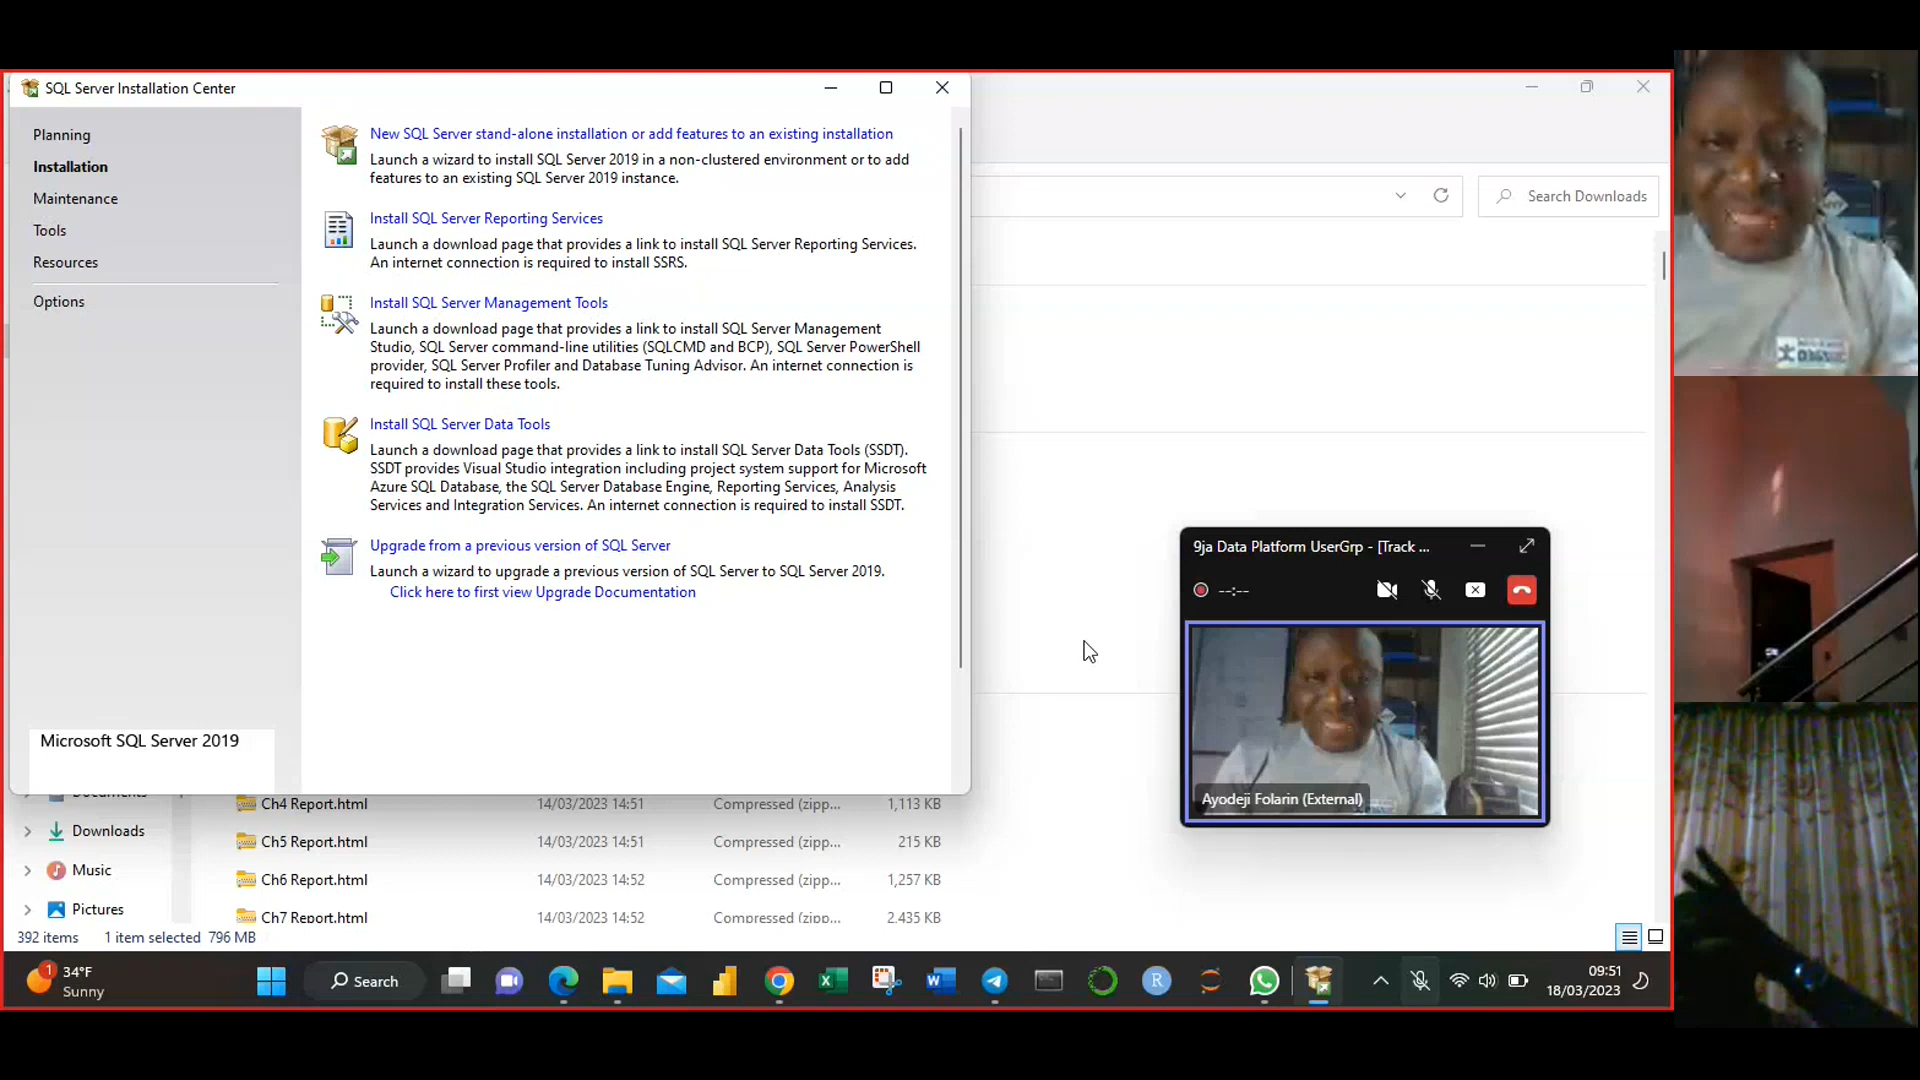 SQL Server Installation Center
Planning
Installation
Maintenance
Tools
Resources
Options
Microsoft SQL Server 2019
New SQL Server stand-alone installation or add features to an existing installation
Launch a wizard to install SQL Server 2019 in a non-clustered environment or to add
features to an existing SQL Server 2019 instance.
Install SQL Server Reporting Services
Launch a download page that provides a link to install SQL Server Reporting Services.
An internet connection is required to install SSRS.
Install SQL Server Management Tools
Launch a download page that provides a link to install SQL Server Management
Studio, SQL Server command-line utilities (SQLCMD and BCP), SQL Server PowerShell
provider, SQL Server Profiler and Database Tuning Advisor. An internet connection is
required to install these tools.
Install SQL Server Data Tools
Launch a download page that provides a link to install SQL Server Data Tools (SSDT).
SSDT provides Visual Studio integration including project system support for Microsoft
Azure SQL Database, the SQL Server Database Engine, Reporting Services, Analysis
Services and Integration Services. An internet connection is required to install SSDT.
Upgrade from a previous version of SQL Server
Launch a wizard to upgrade a previous version of SQL Server to SQL Server 2019.
Click here to first view Upgrade Documentation
Search Downloads
9ja Data Platform UserGrp - [Track ...
--:--
Ayodeji Folarin (External)
Documents
Downloads
Music
Pictures
Ch4 Report.html 14/03/2023 14:51 Compressed (zipp... 1,113 KB
Ch5 Report.html 14/03/2023 14:51 Compressed (zipp... 215 KB
Ch6 Report.html 14/03/2023 14:52 Compressed (zipp... 1,257 KB
Ch7 Report.html 14/03/2023 14:52 Compressed (zipp... 2,435 KB
392 items 1 item selected 796 MB
1
34°F
Sunny
Search
09:51
18/03/2023